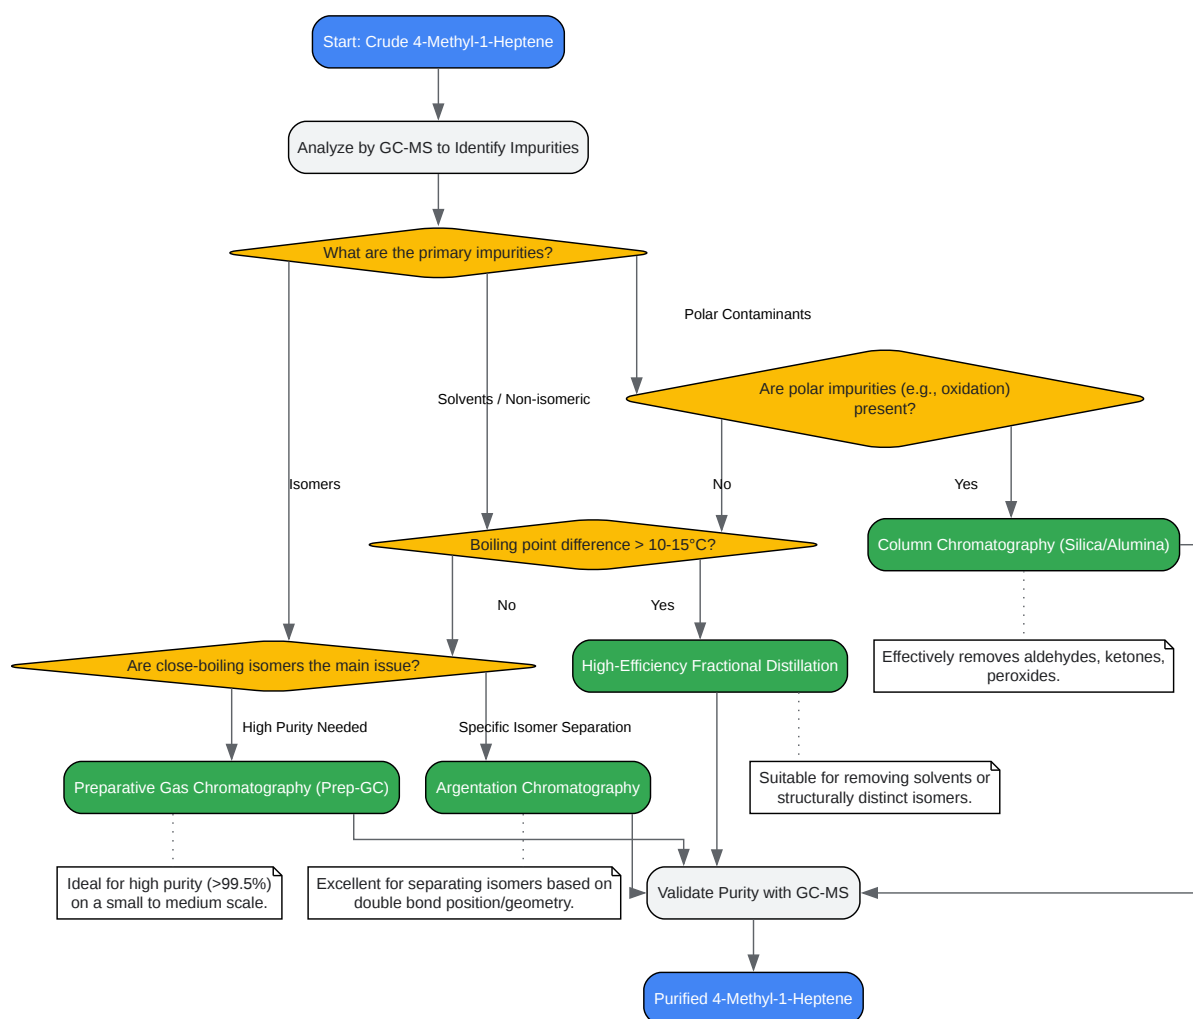 Start: Crude 4-Methyl-1-Heptene
Analyze by GC-MS to Identify Impurities
What are the primary impurities?
Polar Contaminants
Are polar impurities (e.g., oxidation)
present?
Solvents / Non-isomeric
Isomers
No
Yes
Boiling point difference > 10-15°C?
Column Chromatography (Silica/Alumina)
No
Yes
Are close-boiling isomers the main issue?
High-Efficiency Fractional Distillation
Effectively removes aldehydes, ketones,
peroxides.
High Purity Needed
Specific Isomer Separation
Preparative Gas Chromatography (Prep-GC)
Argentation Chromatography
Suitable for removing solvents or
structurally distinct isomers.
Ideal for high purity (>99.5%)
on a small to medium scale.
Excellent for separating isomers based on
double bond position/geometry.
Validate Purity with GC-MS
Purified 4-Methyl-1-Heptene